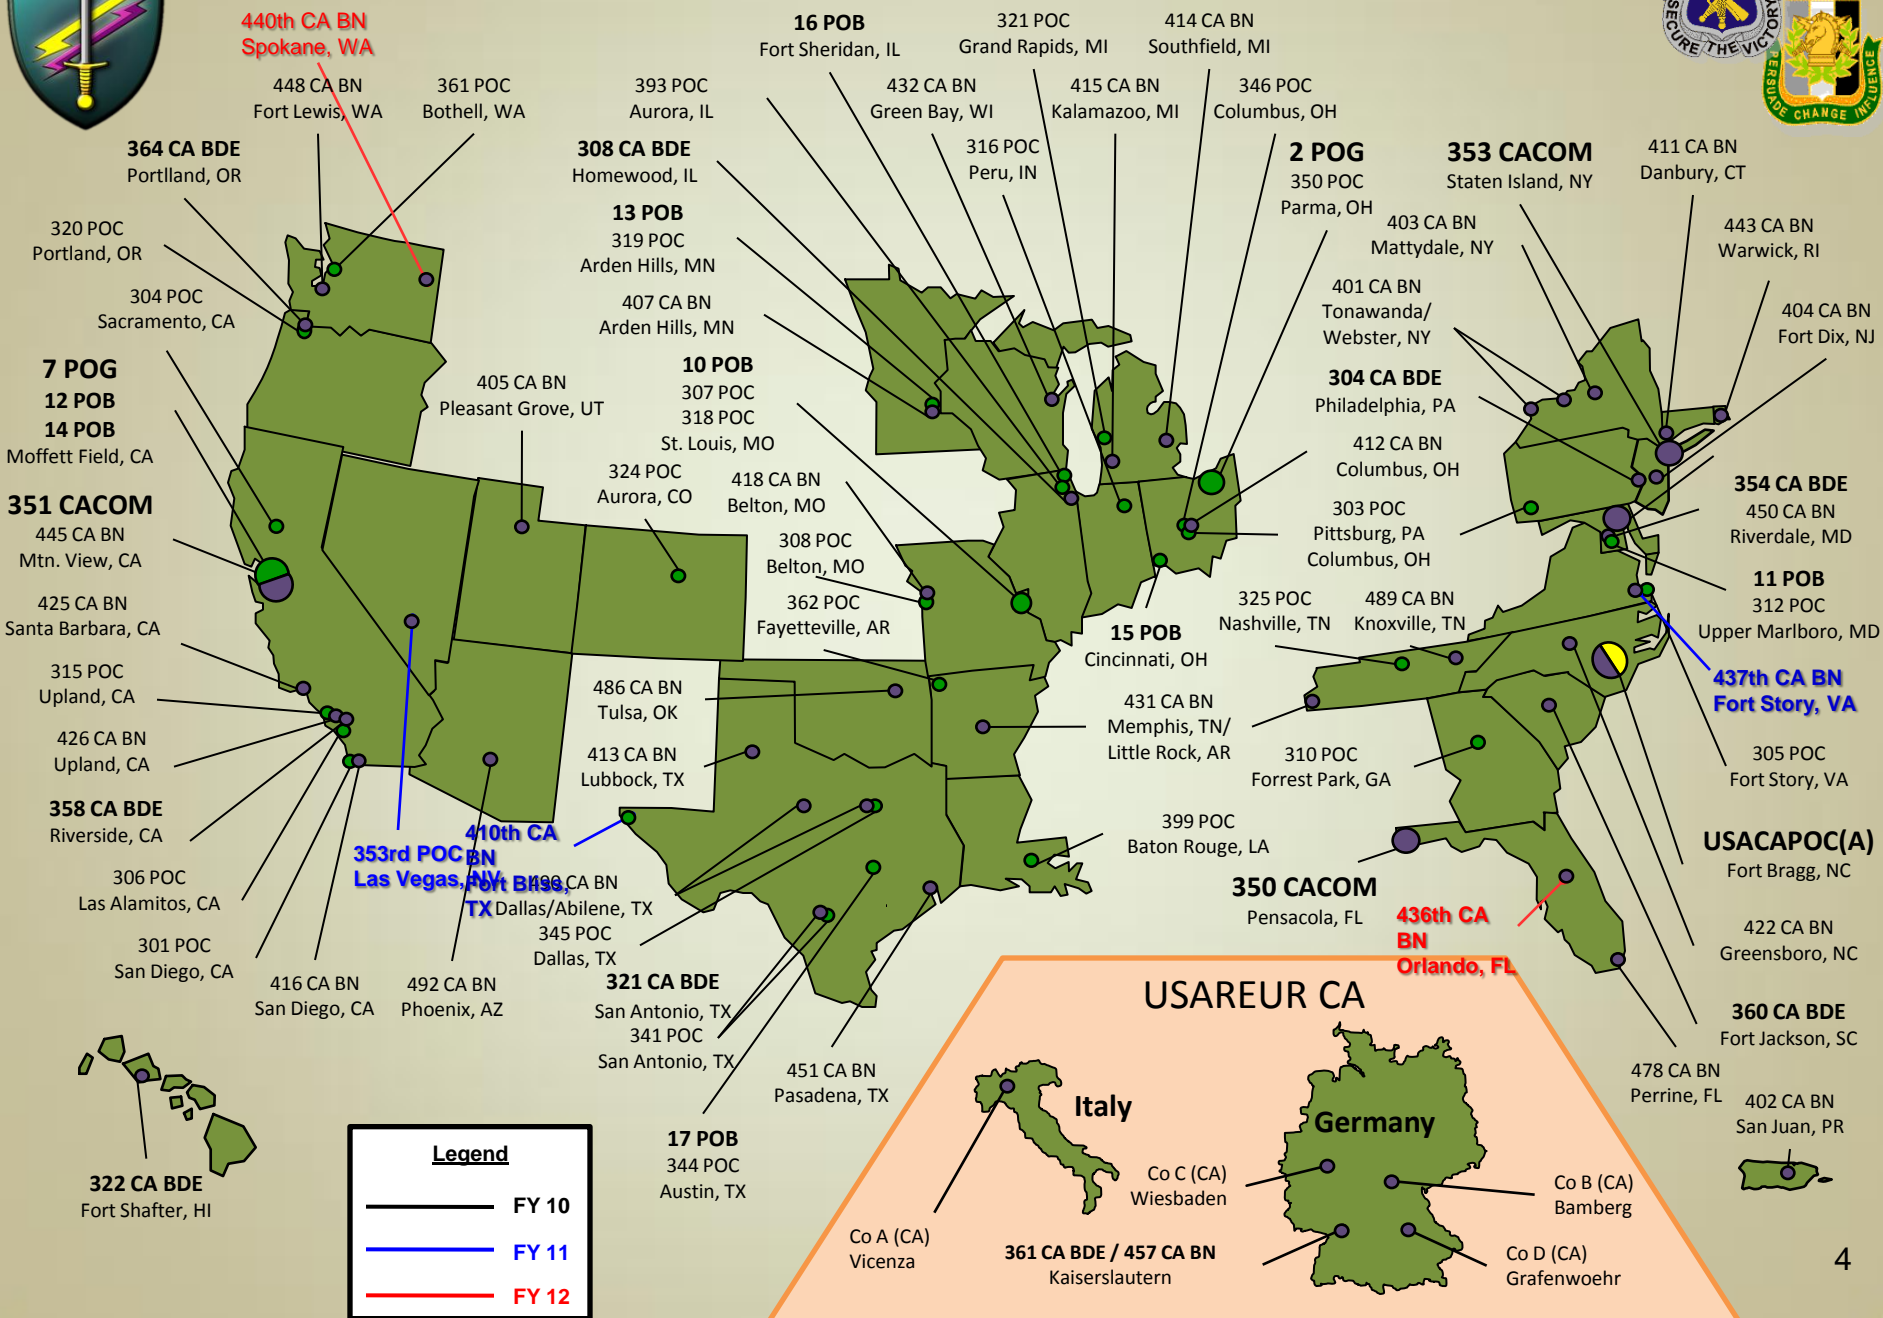 440th CA BN
Spokane, WA
448 CA BN
Fort Lewis, WA
361 POC
Bothell, WA
364 CA BDE
Portlland, OR
320 POC
Portland, OR
304 POC
Sacramento, CA
7 POG
12 POB
14 POB
Moffett Field, CA
351 CACOM
445 CA BN
Mtn. View, CA
425 CA BN
Santa Barbara, CA
315 POC
Upland, CA
426 CA BN
Upland, CA
358 CA BDE
Riverside, CA
306 POC
Las Alamitos, CA
301 POC
San Diego, CA
416 CA BN
San Diego, CA
492 CA BN
Phoenix, AZ
353rd POC
Las Vegas, NV
410th CA
BN
Fort Bliss,
TX
490 CA BN
Dallas/Abilene, TX
345 POC
Dallas, TX
321 CA BDE
San Antonio, TX
341 POC
San Antonio, TX
17 POB
344 POC
Austin, TX
451 CA BN
Pasadena, TX
405 CA BN
Pleasant Grove, UT
324 POC
Aurora, CO
486 CA BN
Tulsa, OK
413 CA BN
Lubbock, TX
393 POC
Aurora, IL
308 CA BDE
Homewood, IL
13 POB
319 POC
Arden Hills, MN
407 CA BN
Arden Hills, MN
10 POB
307 POC
318 POC
St. Louis, MO
418 CA BN
Belton, MO
308 POC
Belton, MO
362 POC
Fayetteville, AR
16 POB
Fort Sheridan, IL
432 CA BN
Green Bay, WI
321 POC
Grand Rapids, MI
316 POC
Peru, IN
415 CA BN
Kalamazoo, MI
414 CA BN
Southfield, MI
346 POC
Columbus, OH
2 POG
350 POC
Parma, OH
353 CACOM
Staten Island, NY
403 CA BN
Mattydale, NY
401 CA BN
Tonawanda/
Webster, NY
304 CA BDE
Philadelphia, PA
412 CA BN
Columbus, OH
303 POC
Pittsburg, PA
Columbus, OH
15 POB
Cincinnati, OH
325 POC
Nashville, TN
489 CA BN
Knoxville, TN
431 CA BN
Memphis, TN/
Little Rock, AR
310 POC
Forrest Park, GA
399 POC
Baton Rouge, LA
350 CACOM
Pensacola, FL
436th CA
BN
Orlando, FL
SECURE THE VICTORY
PERSUADE CHANGE INFLUENCE
411 CA BN
Danbury, CT
443 CA BN
Warwick, RI
404 CA BN
Fort Dix, NJ
354 CA BDE
450 CA BN
Riverdale, MD
11 POB
312 POC
Upper Marlboro, MD
437th CA BN
Fort Story, VA
305 POC
Fort Story, VA
USACAPOC(A)
Fort Bragg, NC
422 CA BN
Greensboro, NC
360 CA BDE
Fort Jackson, SC
478 CA BN
Perrine, FL
402 CA BN
San Juan, PR
322 CA BDE
Fort Shafter, HI
Legend
FY 10
FY 11
FY 12
USAREUR CA
Italy
Germany
Co A (CA)
Vicenza
Co C (CA)
Wiesbaden
Co B (CA)
Bamberg
361 CA BDE / 457 CA BN
Kaiserslautern
Co D (CA)
Grafenwoehr
4